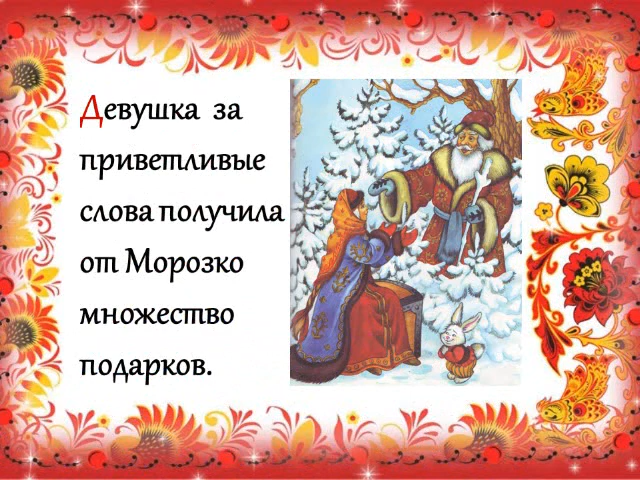 Девушка за
приветливые
слова получила
от Морозко
множество
подарков.